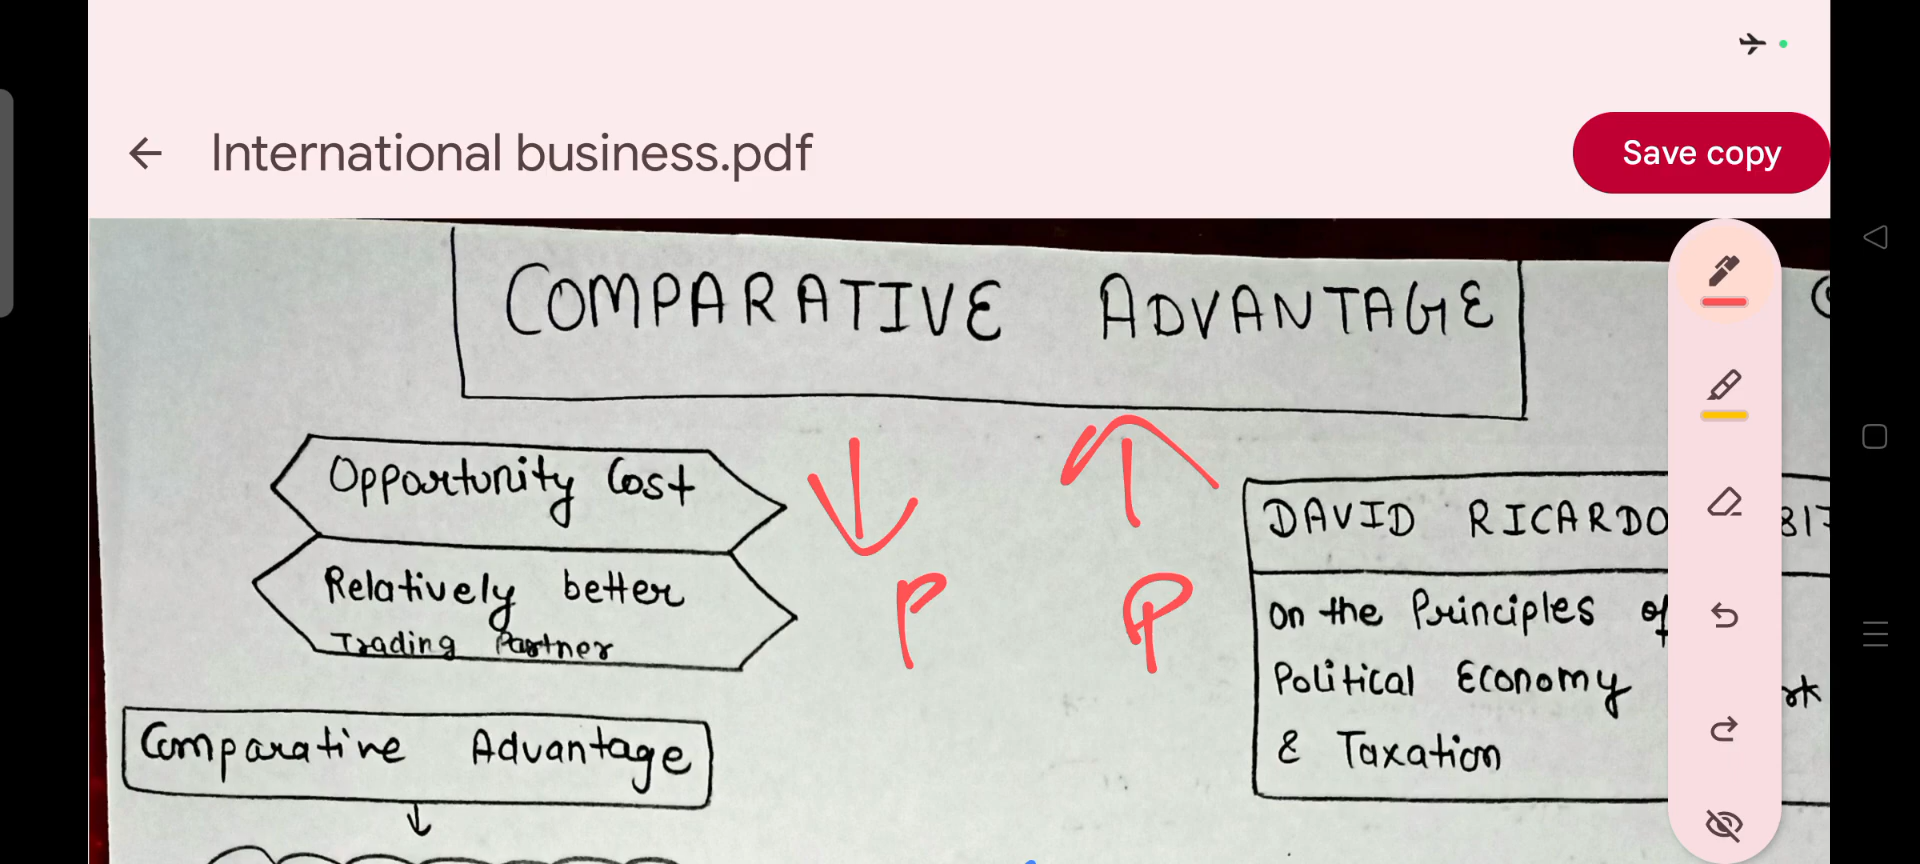 International business.pdf
Save copy
COMPARATIVE ADVANTAGE
Opportunity Cost
Relatively better
Trading Partner
P P
DAVID RICARDO 817
on the Principles of
Political Economy
& Taxation
Comparative Advantage